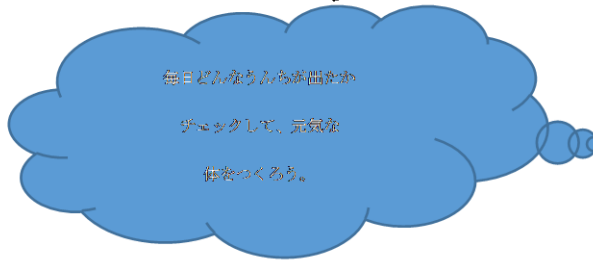 毎日どんなうんちが出たか
チェックして、元気な
体をつくろう。